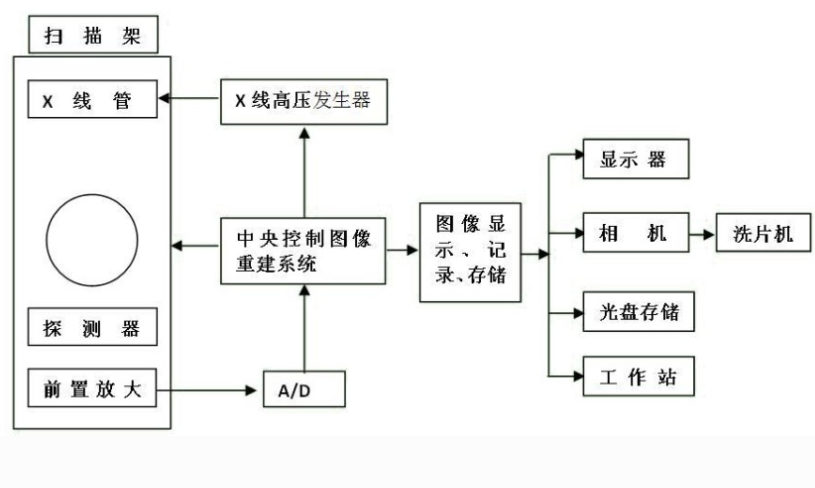 扫描架
X 线管
X 线高压发生器
显示器
图像显
示、记
录、存储
中央控制图像
重建系统
相机
洗片机
探测器
光盘存储
前置放大
A/D
工作站